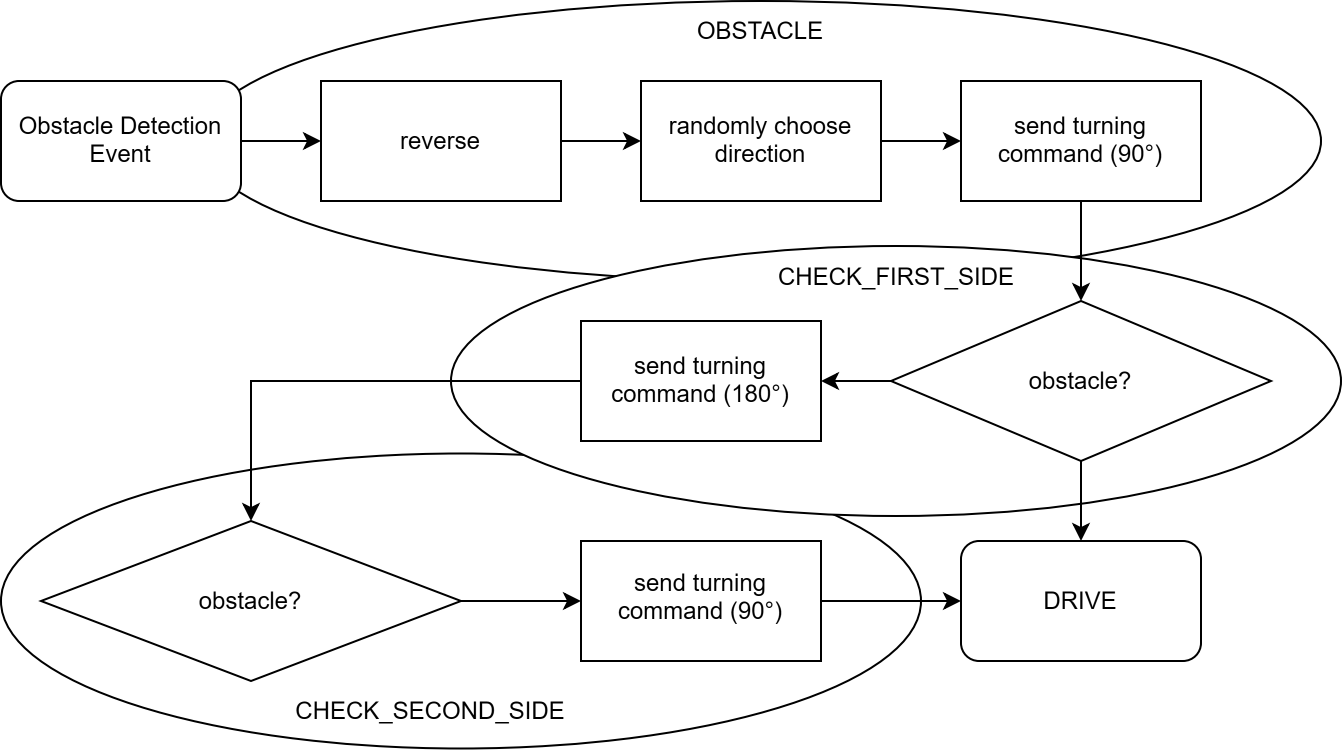 OBSTACLE
Obstacle Detection
Event
reverse
randomly choose
direction
send turning
command (90°)
CHECK_FIRST_SIDE
send turning
command (180°)
obstacle?
obstacle?
send turning
command (90°)
DRIVE
CHECK_SECOND_SIDE